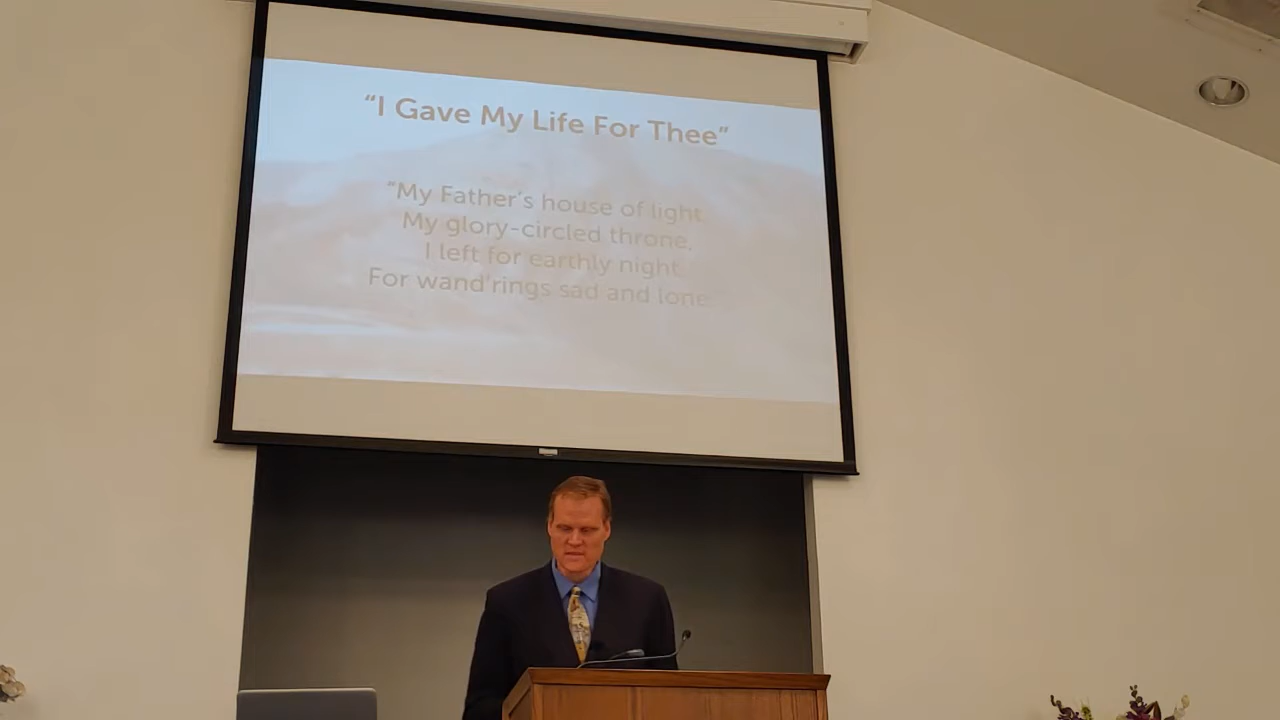 “I Gave My Life For Thee”
“My Father’s house of light,
My glory-circled throne,
I left for earthly night,
For wand’rings sad and lone;